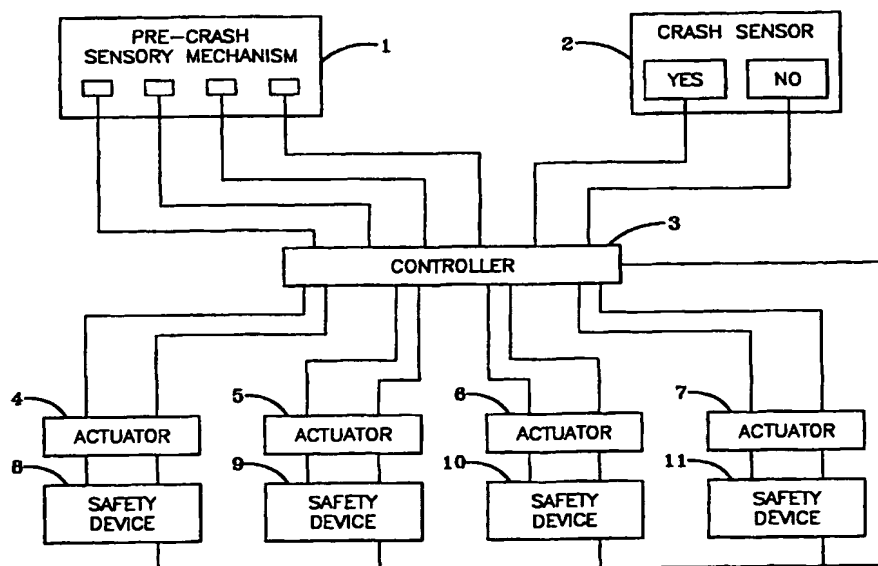 PRE-CRASH
SENSORY MECHANISM
1
2
CRASH SENSOR
YES
NO
3
CONTROLLER
4
ACTUATOR
5
ACTUATOR
6
ACTUATOR
7
ACTUATOR
8
SAFETY
DEVICE
9
SAFETY
DEVICE
10
SAFETY
DEVICE
11
SAFETY
DEVICE